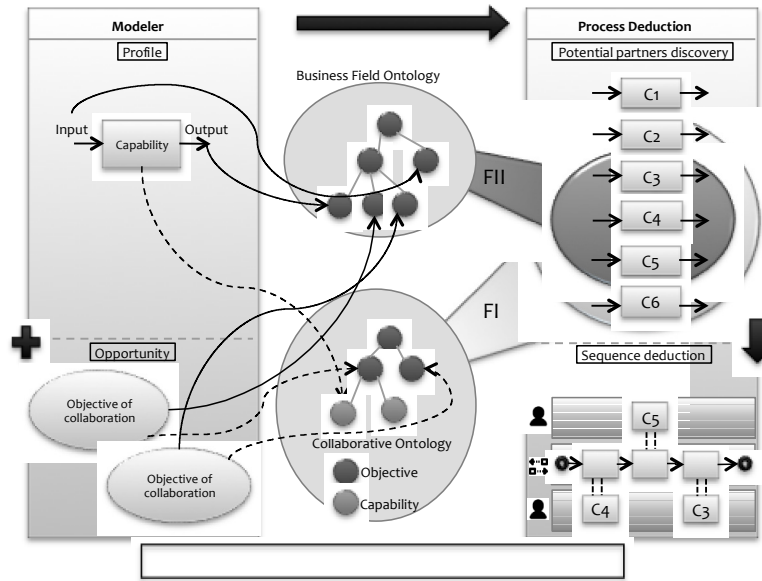 Modeler
Profile
Input
Output
Capability
Opportunity
Objective of
collaboration
Objective of
collaboration
Business Field Ontology
FII
FI
Collaborative Ontology
Objective
Capability
Process Deduction
Potential partners discovery
C1
C2
C3
C4
C5
C6
Sequence deduction
C5
C4
C3